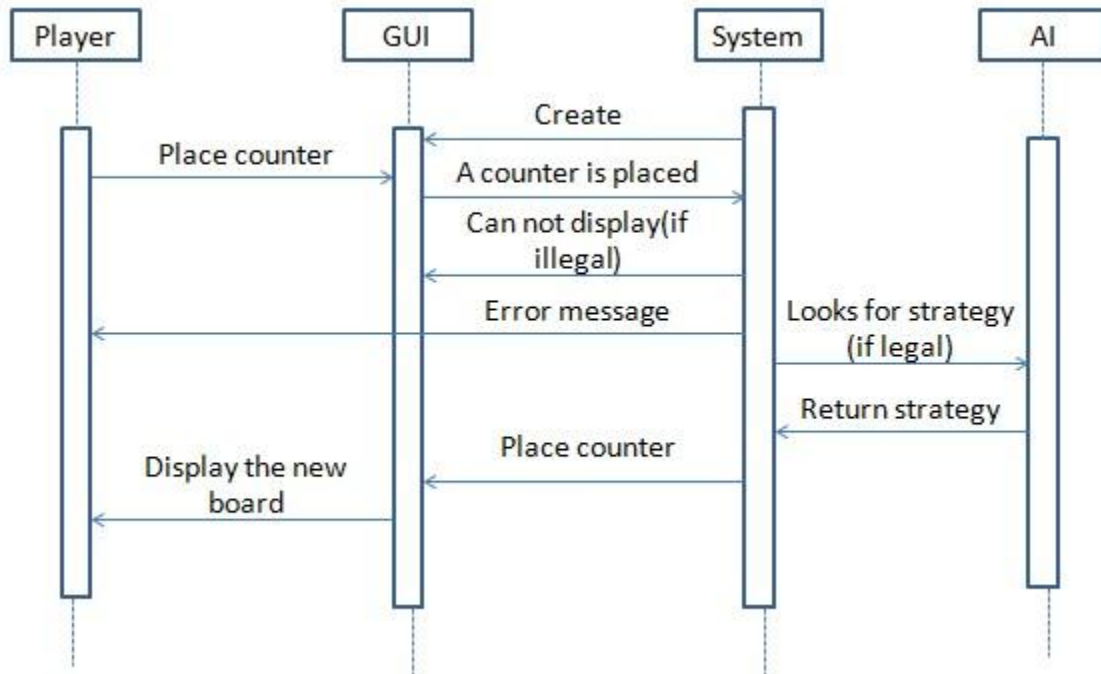 Player
GUI
System
AI
Create
Place counter
A counter is placed
Can not display(if
illegal)
Error message
Looks for strategy
(if legal)
Return strategy
Place counter
Display the new
board